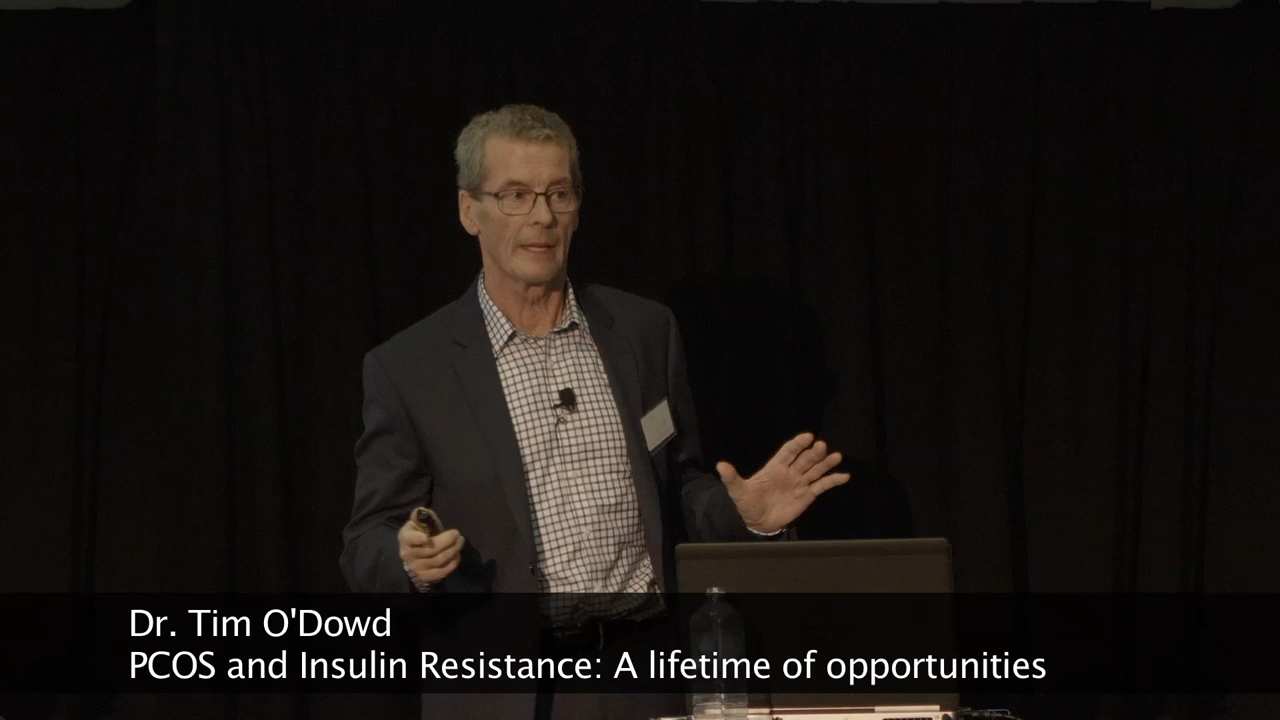 Dr. Tim O'Dowd
PCOS and Insulin Resistance: A lifetime of opportunities